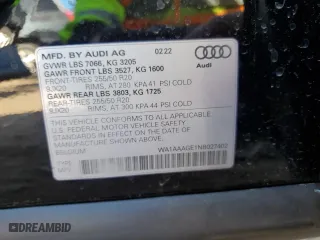 MFD. BY AUDI AG 02/22
GVWR LBS 7066, KG 3205
GAWR FRONT LBS 3527, KG 1600
FRONT-TIRES 255/50 R20
9JX20 RIMS, AT 280 KPA-41 PSI COLD
GAWR REAR LBS 3803, KG 1725
REAR-TIRES 255/50 R20
9JX20 RIMS, AT 300 KPA-44 PSI COLD
THIS VEHICLE CONFORMS TO ALL APPLICABLE
FEDERAL MOTOR VEHICLE SAFETY STANDARDS
IN EFFECT ON THE DATE OF MANUFACTURE
SHOWN ABOVE
BELGIUM
Audi